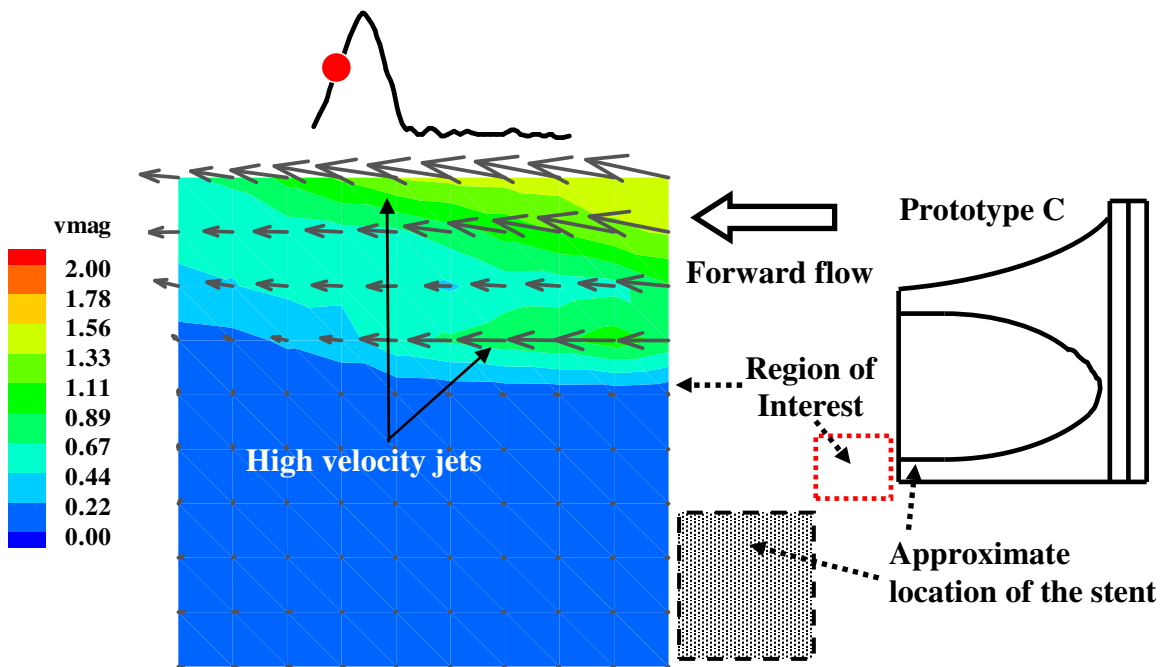 vmag
2.00
1.78
1.56
1.33
1.11
0.89
0.67
0.44
0.22
0.00
High velocity jets
Forward flow
Prototype C
Region of
Interest
Approximate
location of the stent